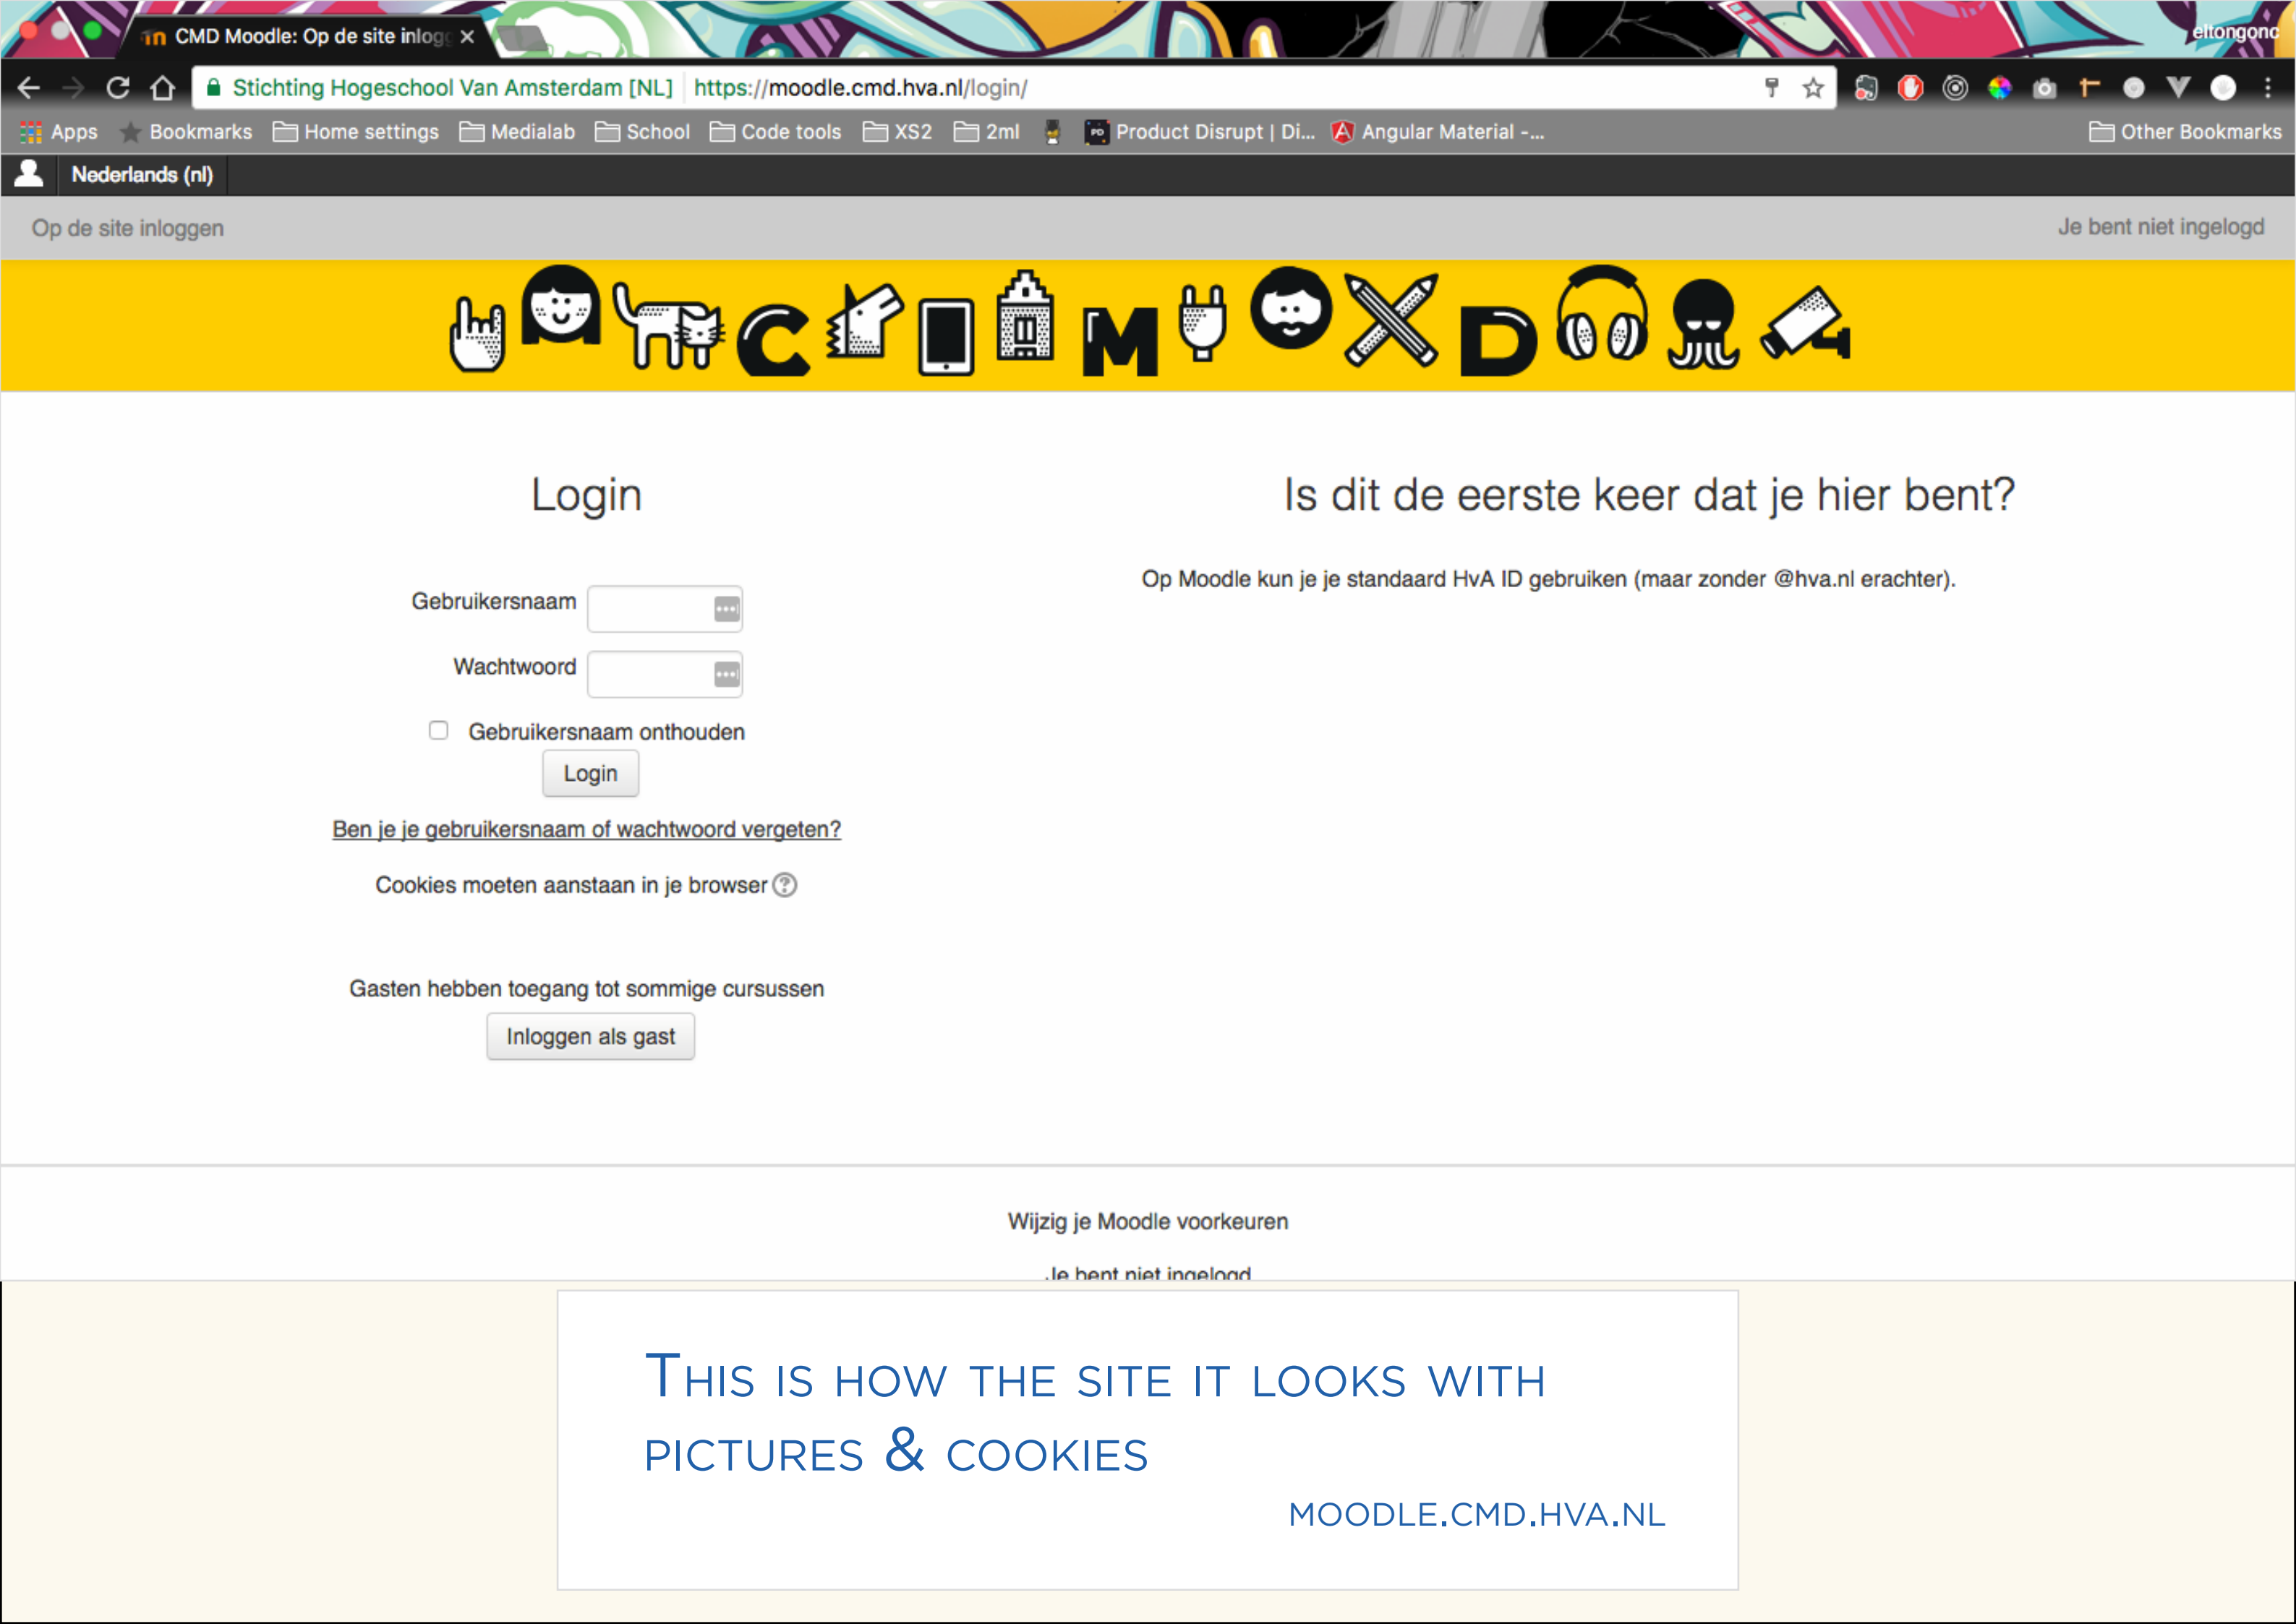 eltongonc
CMD Moodle: Op de site inlog
Stichting Hogeschool Van Amsterdam [NL] https://moodle.cmd.hva.nl/login/
Apps Bookmarks Home settings Medialab School Code tools XS2 2ml PD Product Disrupt | Di... A Angular Material -... Other Bookmarks
Nederlands (nl)
Op de site inloggen Je bent niet ingelogd
C M D
Login
Is dit de eerste keer dat je hier bent?
Op Moodle kun je je standaard HvA ID gebruiken (maar zonder @hva.nl erachter).
Gebruikersnaam
Wachtwoord
Gebruikersnaam onthouden
Login
Ben je je gebruikersnaam of wachtwoord vergeten?
Cookies moeten aanstaan in je browser ?
Gasten hebben toegang tot sommige cursussen
Inloggen als gast
Wijzig je Moodle voorkeuren
Je bent niet ingelogd
This is how the site it looks with
pictures & cookies
moodle.cmd.hva.nl